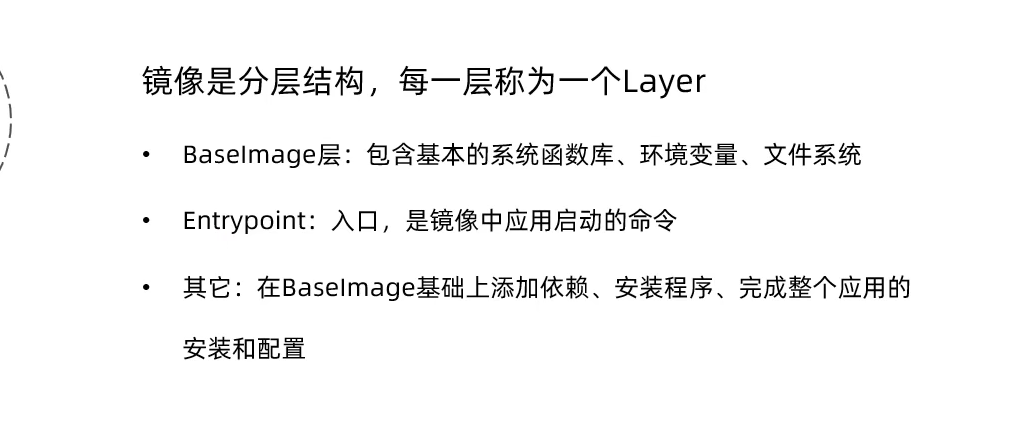 镜像是分层结构，每一层称为一个Layer
• BaseImage层：包含基本的系统函数库、环境变量、文件系统
• Entrypoint：入口，是镜像中应用启动的命令
• 其它：在BaseImage基础上添加依赖、安装程序、完成整个应用的
安装和配置